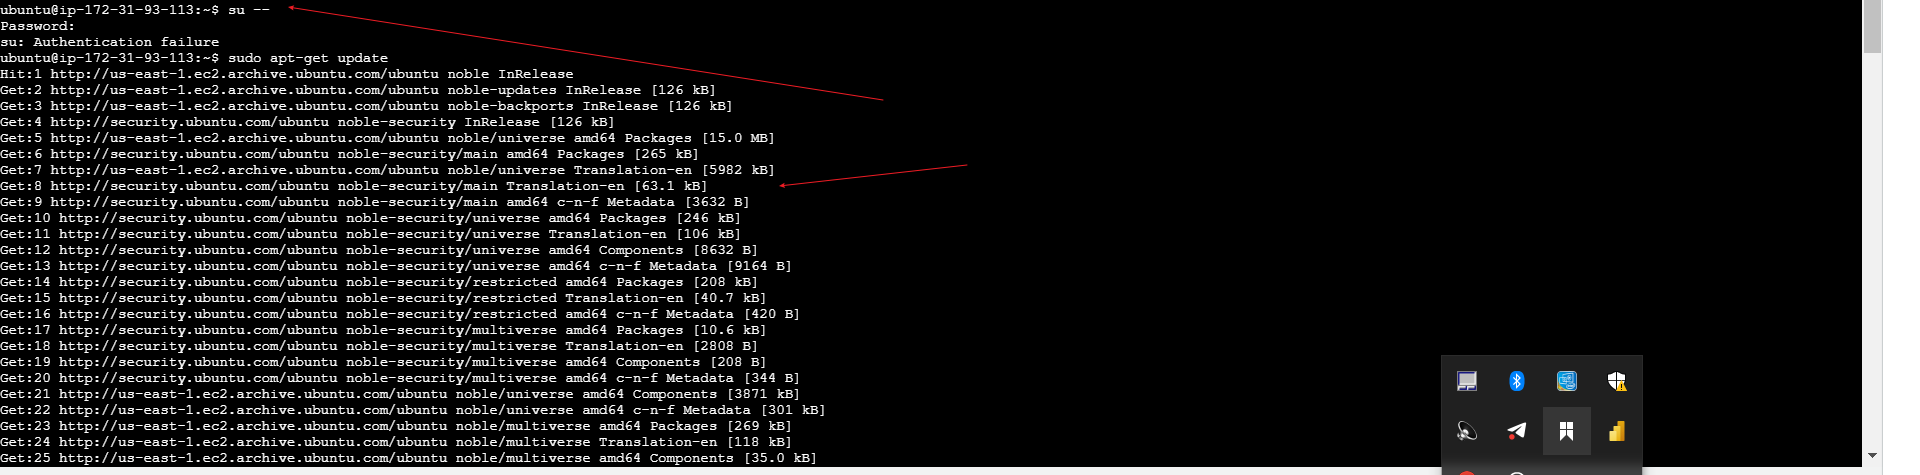 ubuntu@ip-172-31-93-113:~$ su --
Password:
su: Authentication failure
ubuntu@ip-172-31-93-113:~$ sudo apt-get update
Hit:1 http://us-east-1.ec2.archive.ubuntu.com/ubuntu noble InRelease
Get:2 http://us-east-1.ec2.archive.ubuntu.com/ubuntu noble-updates InRelease [126 kB]
Get:3 http://us-east-1.ec2.archive.ubuntu.com/ubuntu noble-backports InRelease [126 kB]
Get:4 http://security.ubuntu.com/ubuntu noble-security InRelease [126 kB]
Get:5 http://us-east-1.ec2.archive.ubuntu.com/ubuntu noble/universe amd64 Packages [15.0 MB]
Get:6 http://security.ubuntu.com/ubuntu noble-security/main amd64 Packages [265 kB]
Get:7 http://us-east-1.ec2.archive.ubuntu.com/ubuntu noble/universe Translation-en [5982 kB]
Get:8 http://security.ubuntu.com/ubuntu noble-security/main Translation-en [63.1 kB]
Get:9 http://security.ubuntu.com/ubuntu noble-security/main amd64 c-n-f Metadata [3632 B]
Get:10 http://security.ubuntu.com/ubuntu noble-security/universe amd64 Packages [246 kB]
Get:11 http://security.ubuntu.com/ubuntu noble-security/universe Translation-en [106 kB]
Get:12 http://security.ubuntu.com/ubuntu noble-security/universe amd64 Components [8632 B]
Get:13 http://security.ubuntu.com/ubuntu noble-security/universe amd64 c-n-f Metadata [9164 B]
Get:14 http://security.ubuntu.com/ubuntu noble-security/restricted amd64 Packages [208 kB]
Get:15 http://security.ubuntu.com/ubuntu noble-security/restricted Translation-en [40.7 kB]
Get:16 http://security.ubuntu.com/ubuntu noble-security/restricted amd64 c-n-f Metadata [420 B]
Get:17 http://security.ubuntu.com/ubuntu noble-security/multiverse amd64 Packages [10.6 kB]
Get:18 http://security.ubuntu.com/ubuntu noble-security/multiverse Translation-en [2808 B]
Get:19 http://security.ubuntu.com/ubuntu noble-security/multiverse amd64 Components [208 B]
Get:20 http://security.ubuntu.com/ubuntu noble-security/multiverse amd64 c-n-f Metadata [344 B]
Get:21 http://us-east-1.ec2.archive.ubuntu.com/ubuntu noble/universe amd64 Components [3871 kB]
Get:22 http://us-east-1.ec2.archive.ubuntu.com/ubuntu noble/universe amd64 c-n-f Metadata [301 kB]
Get:23 http://us-east-1.ec2.archive.ubuntu.com/ubuntu noble/multiverse amd64 Packages [269 kB]
Get:24 http://us-east-1.ec2.archive.ubuntu.com/ubuntu noble/multiverse Translation-en [118 kB]
Get:25 http://us-east-1.ec2.archive.ubuntu.com/ubuntu noble/multiverse amd64 Components [35.0 kB]